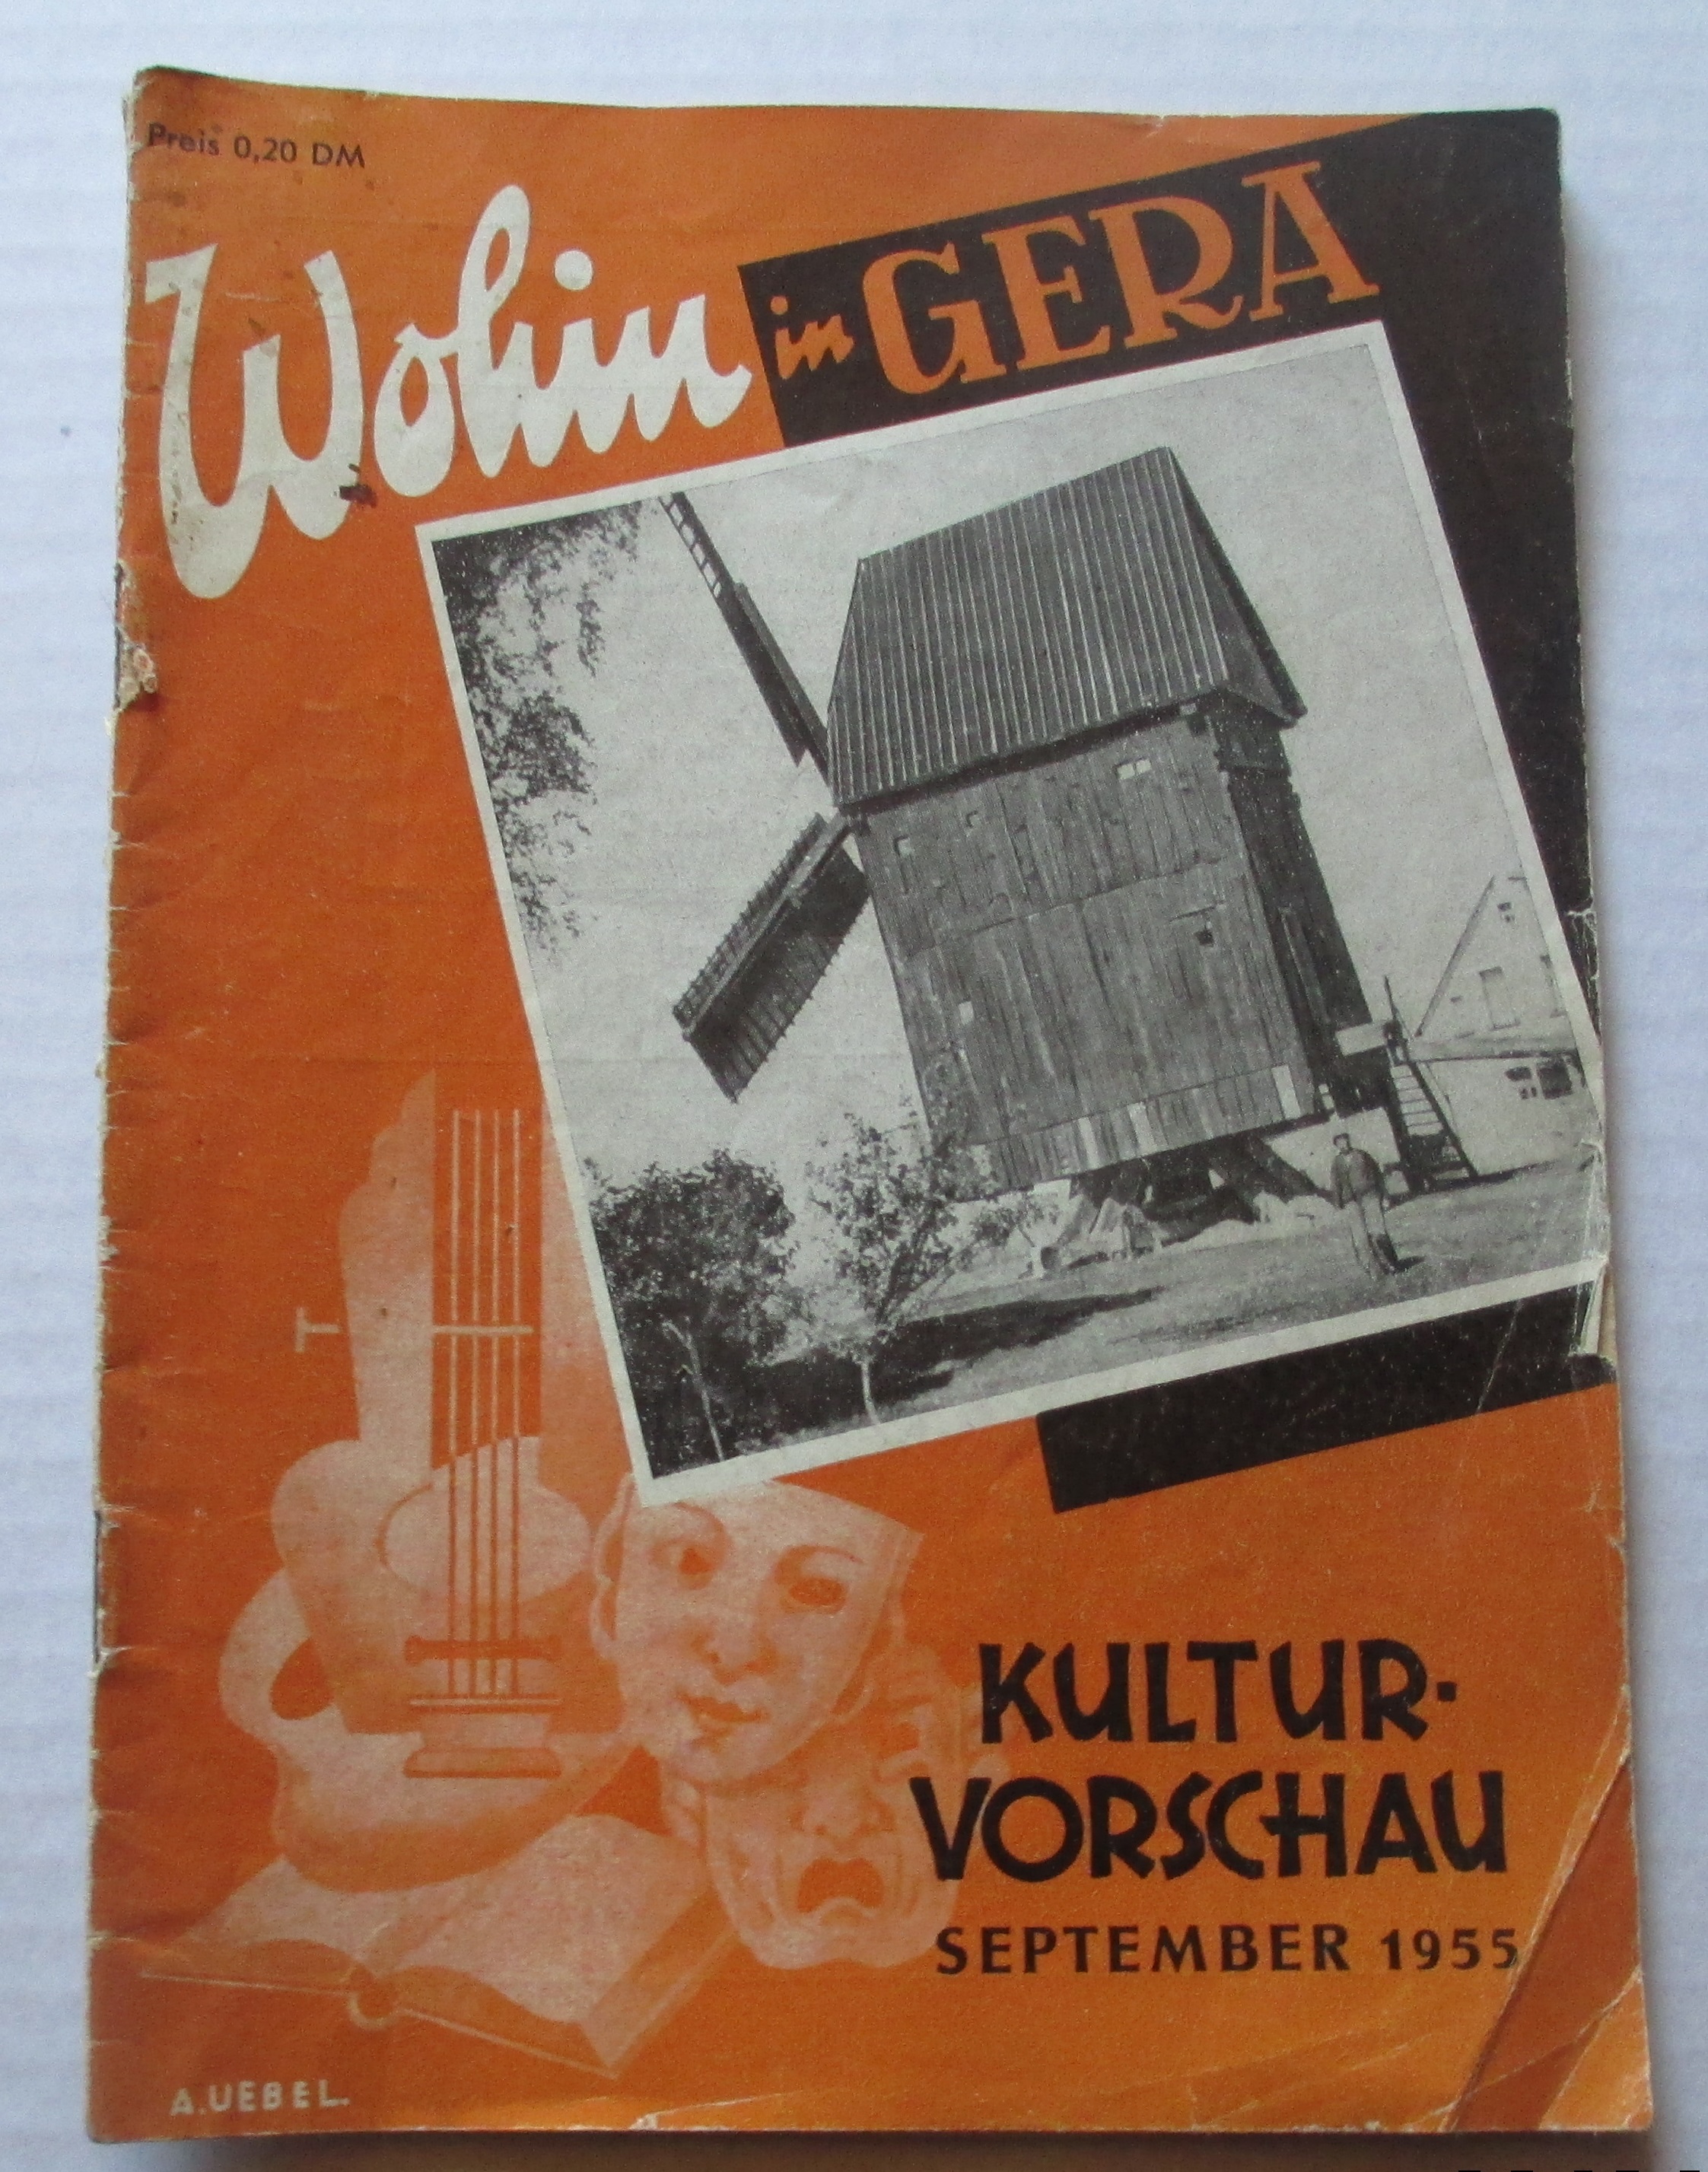 Preis 0,20 DM
Wohin in GERA
KULTUR-
VORSCHAU
SEPTEMBER 1955
A.UEBEL.